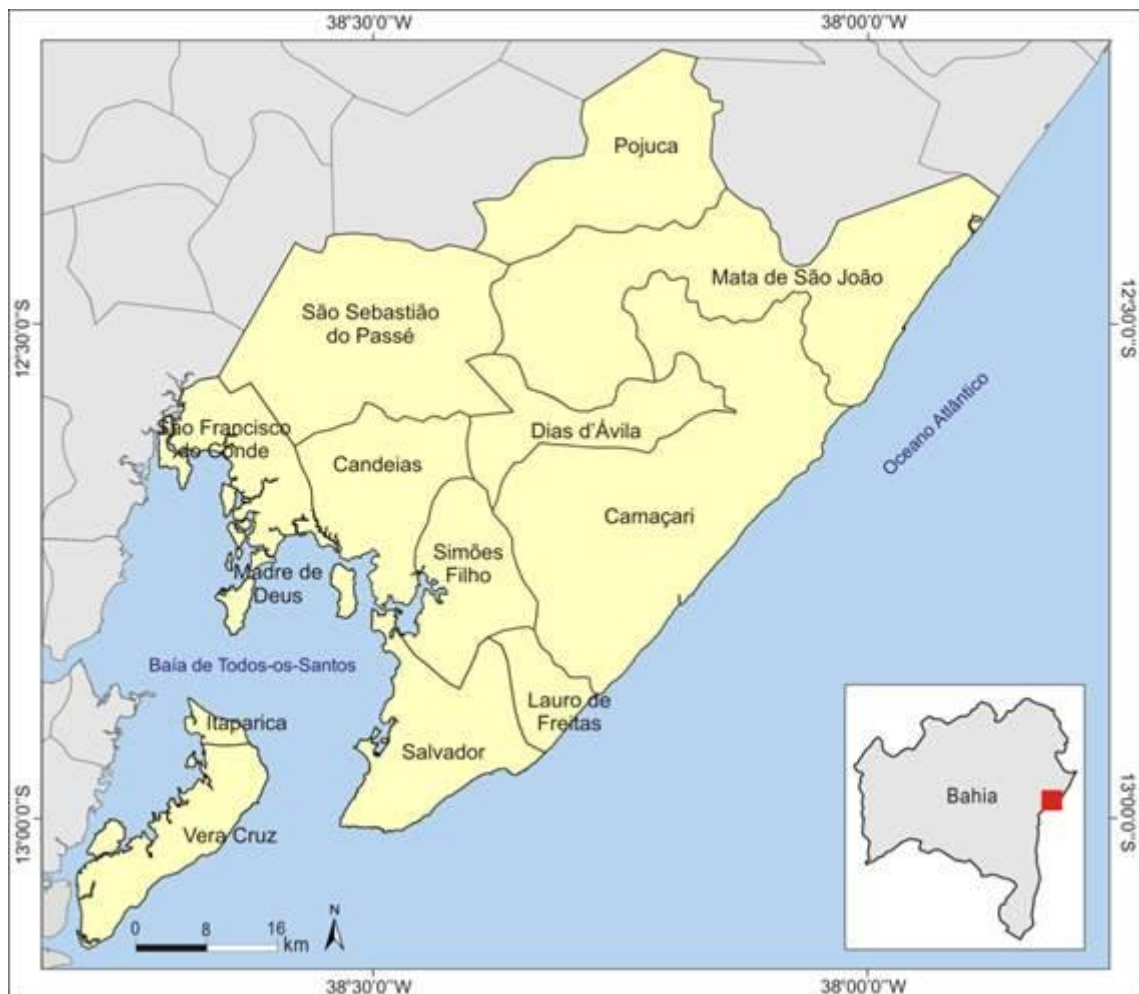 38°30'0"W
38°00'0"W
Pojuca
Mata de São João
São Sebastião
do Passé
12°30'0"S
12°30'0"S
São Francisco
do Conde
Dias d'Ávila
Oceano Atlântico
Candeias
Camaçari
Simões
Filho
Madre de
Deus
Baía de Todos-os-Santos
Itaparica
Lauro de
Freitas
Salvador
Bahia
13°00'0"S
13°00'0"S
Vera Cruz
N
0 8 16
km
38°30'0"W
38°00'0"W